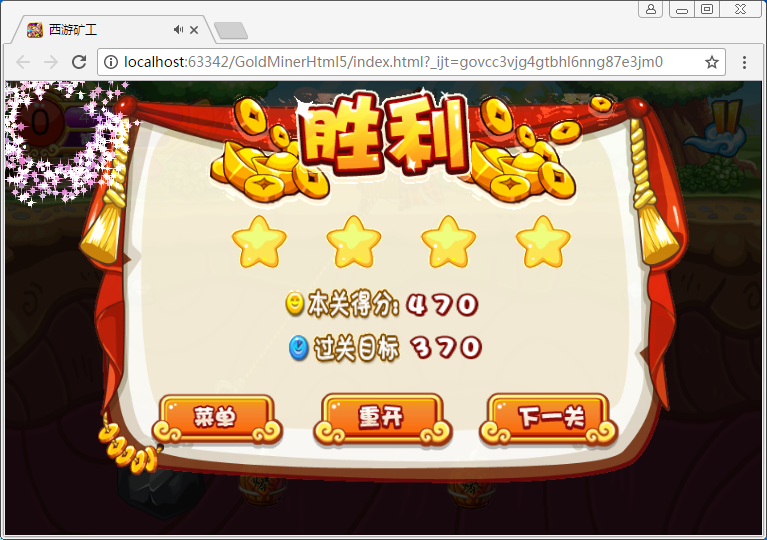 西游矿工
localhost:63342/GoldMinerHtml5/index.html?_ijt=govcc3vjg4gtbhl6nng87e3jm0
0
胜利
本关得分: 470
过关目标 370
菜单
重开
下一关